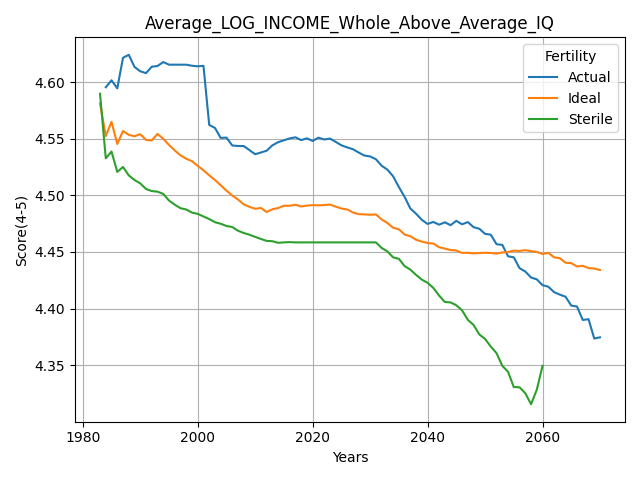 Average_LOG_INCOME_Whole_Above_Average_IQ
Fertility
Actual
Ideal
Sterile
Score(4-5)
4.60
4.55
4.50
4.45
4.40
4.35
1980
2000
2020
2040
2060
Years